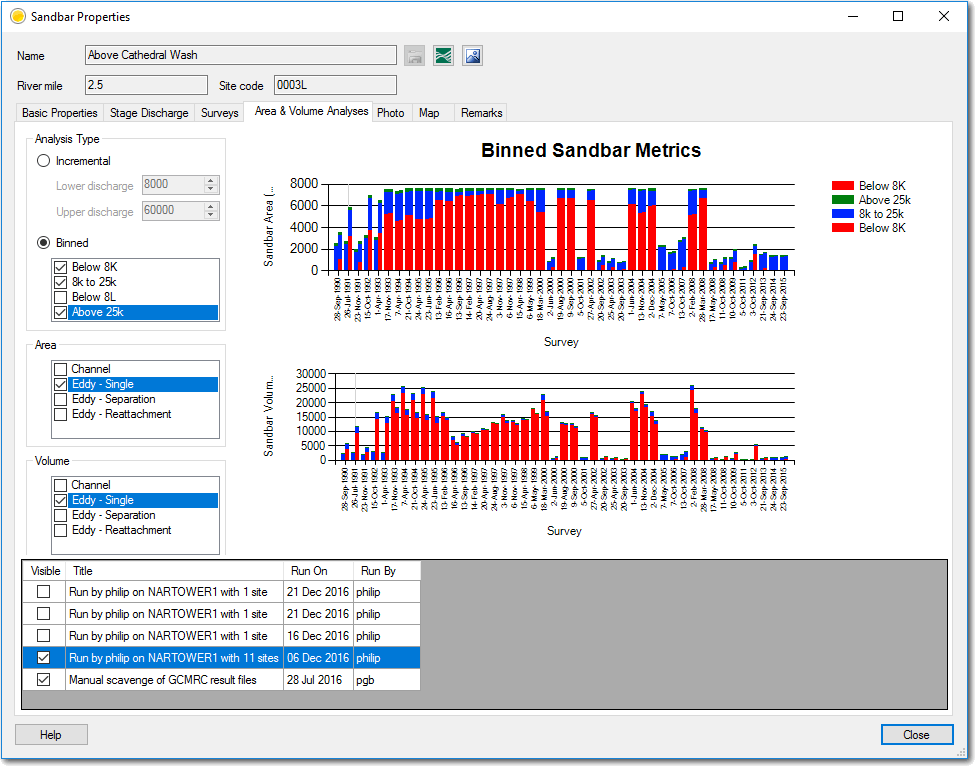 Sandbar Properties
Name
Above Cathedral Wash
River mile
2.5
Site code
0003L
Basic Properties
Stage Discharge
Surveys
Area & Volume Analyses
Photo
Map
Remarks
Analysis Type
Incremental
Lower discharge
8000
Upper discharge
60000
Binned
Below 8K
8k to 25k
Below 8L
Above 25k
Area
Channel
Eddy - Single
Eddy - Separation
Eddy - Reattachment
Volume
Channel
Eddy - Single
Eddy - Separation
Eddy - Reattachment
Binned Sandbar Metrics
Sandbar Area (...
8000
6000
4000
2000
0
28-Sep-1990
26-Jul-1991
23-Nov-1991
15-Oct-1992
1-Apr-1993
17-Nov-1993
7-Apr-1994
21-Oct-1994
24-Apr-1995
23-Jun-1995
13-Feb-1996
16-Apr-1996
13-Sep-1996
14-Feb-1997
20-Apr-1997
24-Aug-1997
3-Nov-1997
6-Nov-1997
15-Apr-1998
4-Sep-1999
18-Mar-2000
2-Jun-2000
19-Aug-2000
9-Sep-2000
5-Oct-2001
27-Apr-2002
20-Sep-2002
25-Apr-2003
20-Sep-2003
1-Jun-2004
13-Nov-2004
2-Dec-2004
7-May-2005
7-Oct-2006
13-Oct-2007
2-Feb-2008
28-Mar-2008
17-May-2008
11-Oct-2008
10-Oct-2009
5-Oct-2011
3-Oct-2012
21-Sep-2013
24-Sep-2014
23-Sep-2015
Survey
Below 8K
Above 25k
8k to 25k
Below 8K
Sandbar Volum...
30000
25000
20000
15000
10000
5000
0
28-Sep-1990
26-Jul-1991
23-Nov-1991
15-Oct-1992
1-Apr-1993
17-Nov-1993
7-Apr-1994
21-Oct-1994
24-Apr-1995
23-Jun-1995
13-Feb-1996
16-Apr-1996
13-Sep-1996
14-Feb-1997
20-Apr-1997
24-Aug-1997
3-Nov-1997
6-Nov-1997
15-Apr-1998
4-Sep-1999
18-Mar-2000
2-Jun-2000
19-Aug-2000
9-Sep-2000
5-Oct-2001
27-Apr-2002
20-Sep-2002
25-Apr-2003
20-Sep-2003
1-Jun-2004
13-Nov-2004
2-Dec-2004
7-May-2005
7-Oct-2006
13-Oct-2007
2-Feb-2008
28-Mar-2008
17-May-2008
11-Oct-2008
10-Oct-2009
5-Oct-2011
3-Oct-2012
21-Sep-2013
24-Sep-2014
23-Sep-2015
Survey
Visible Title Run On Run By
Run by philip on NARTOWER1 with 1 site 21 Dec 2016 philip
Run by philip on NARTOWER1 with 1 site 21 Dec 2016 philip
Run by philip on NARTOWER1 with 1 site 16 Dec 2016 philip
Run by philip on NARTOWER1 with 11 sites 06 Dec 2016 philip
Manual scavenge of GCMRC result files 28 Jul 2016 pgb
Help
Close